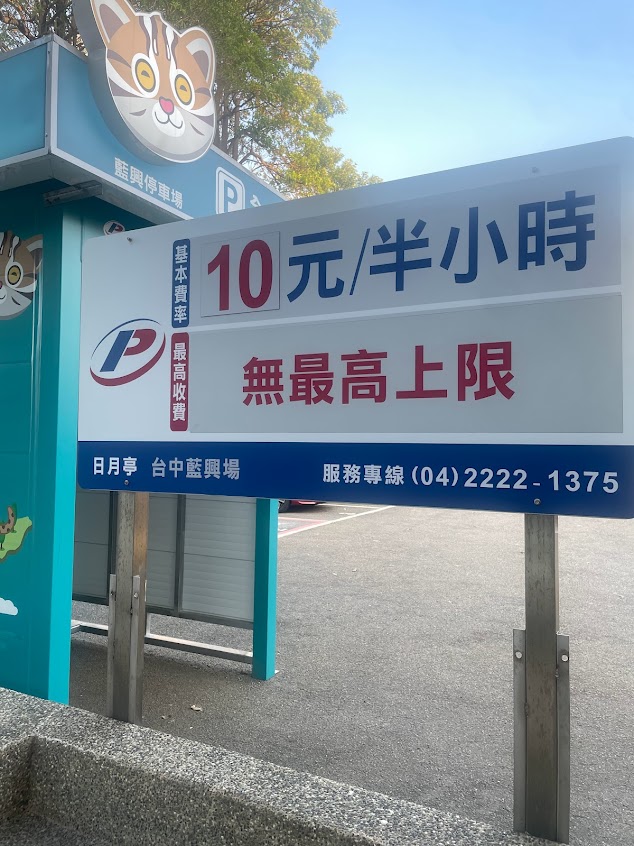 藍興停車場
P
基本費率
10元/半小時
P
最高收費
無最高上限
日月亭 台中藍興場
服務專線(04)2222-1375